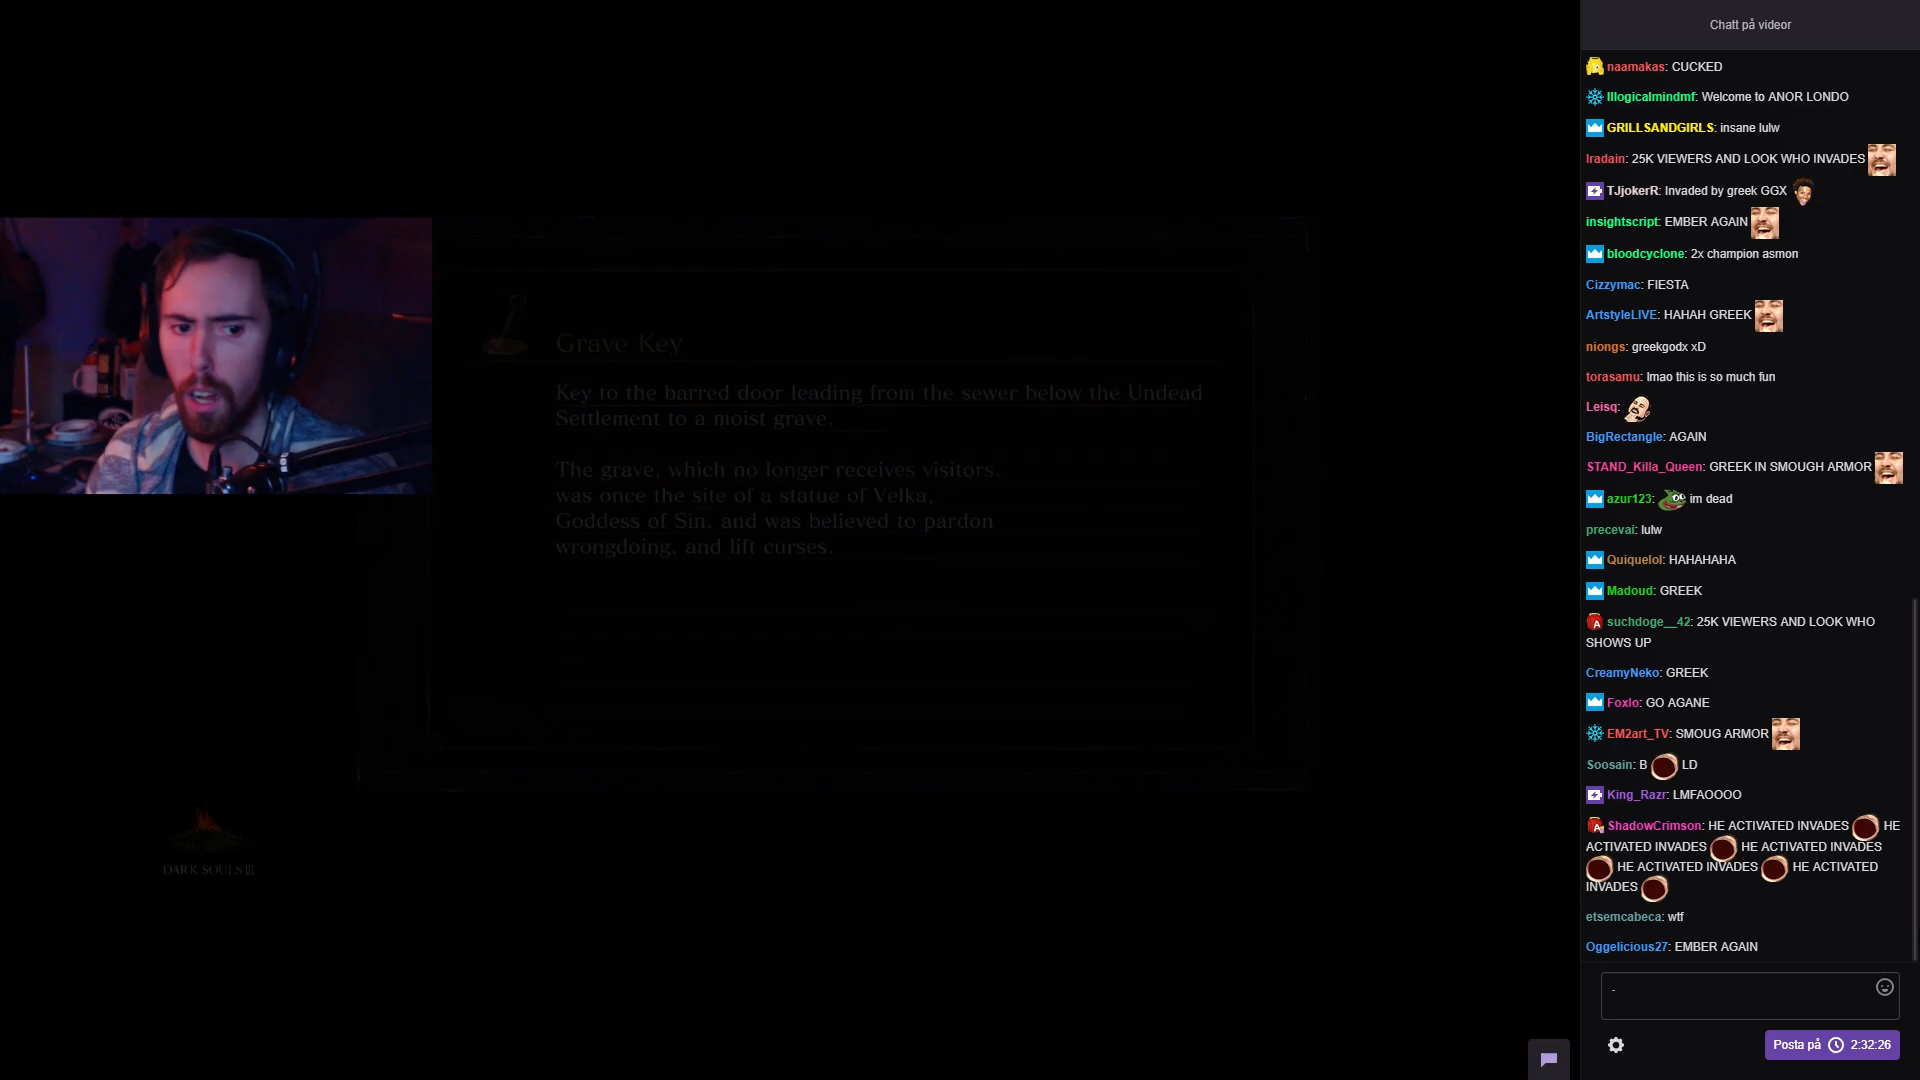 Grave Key
Key to the barred door leading from the sewer below the Undead
Settlement to a moist grave.
The grave, which no longer receives visitors,
was once the site of a statue of Velka,
Goddess of Sin, and was believed to pardon
wrongdoing, and lift curses.
DARK SOULS III
Chatt på videor
naamakas: CUCKED
Illogicalmindmf: Welcome to ANOR LONDO
GRILLSANDGIRLS: insane lulw
Iradain: 25K VIEWERS AND LOOK WHO INVADES
TJjokerR: Invaded by greek GGX
insightscript: EMBER AGAIN
bloodcyclone: 2x champion asmon
Cizzymac: FIESTA
ArtstyleLIVE: HAHAH GREEK
niongs: greekgodx xD
torasamu: lmao this is so much fun
Leisq:
BigRectangle: AGAIN
STAND_Killa_Queen: GREEK IN SMOUGH ARMOR
azur123: im dead
precevai: lulw
Quiquelol: HAHAHAHA
Madoud: GREEK
suchdoge__42: 25K VIEWERS AND LOOK WHO
SHOWS UP
CreamyNeko: GREEK
Foxlo: GO AGANE
EM2art_TV: SMOUG ARMOR
Soosain: B LD
King_Razr: LMFAOOOO
ShadowCrimson: HE ACTIVATED INVADES HE
ACTIVATED INVADES HE ACTIVATED INVADES
HE ACTIVATED INVADES HE ACTIVATED
INVADES
etsemcabeca: wtf
Oggelicious27: EMBER AGAIN
-
Posta på 2:32:26